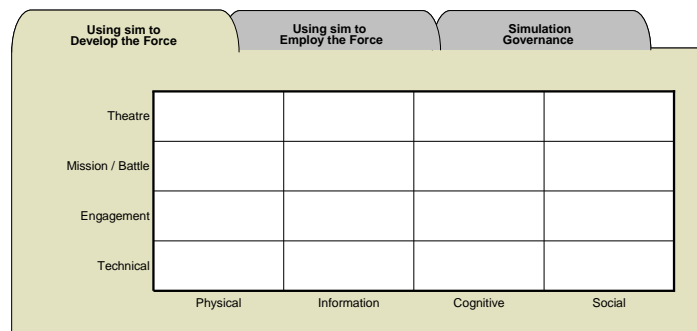 Using sim to
Develop the Force
Using sim to
Employ the Force
Simulation
Governance
Theatre
Mission / Battle
Engagement
Technical
Physical
Information
Cognitive
Social